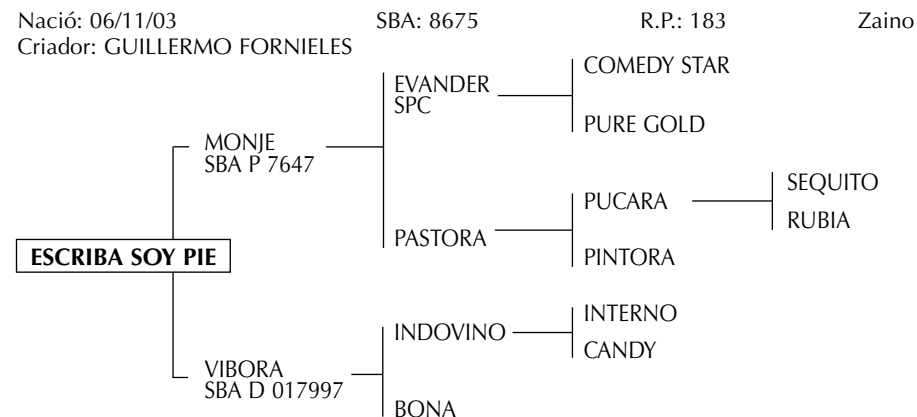 Nació: 06/11/03 SBA: 8675 R.P.: 183 Zaino
Criador: GUILLERMO FORNIELES
COMEDY STAR
EVANDER
SPC
PURE GOLD
MONJE
SBA P 7647
SEQUITO
PUCARA
RUBIA
PASTORA
PINTORA
ESCRIBA SOY PIE
INTERNO
INDOVINO
CANDY
VIBORA
SBA D 017997
BONA